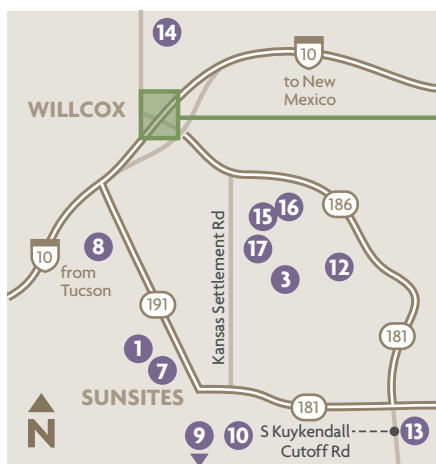 14
10
to New
Mexico
WILLCOX
15
16
186
Kansas Settlement Rd
17
8
3
12
10
from
Tucson
191
181
1
7
SUNSITES
181
N
9
10
S Kuykendall
Cutoff Rd
13